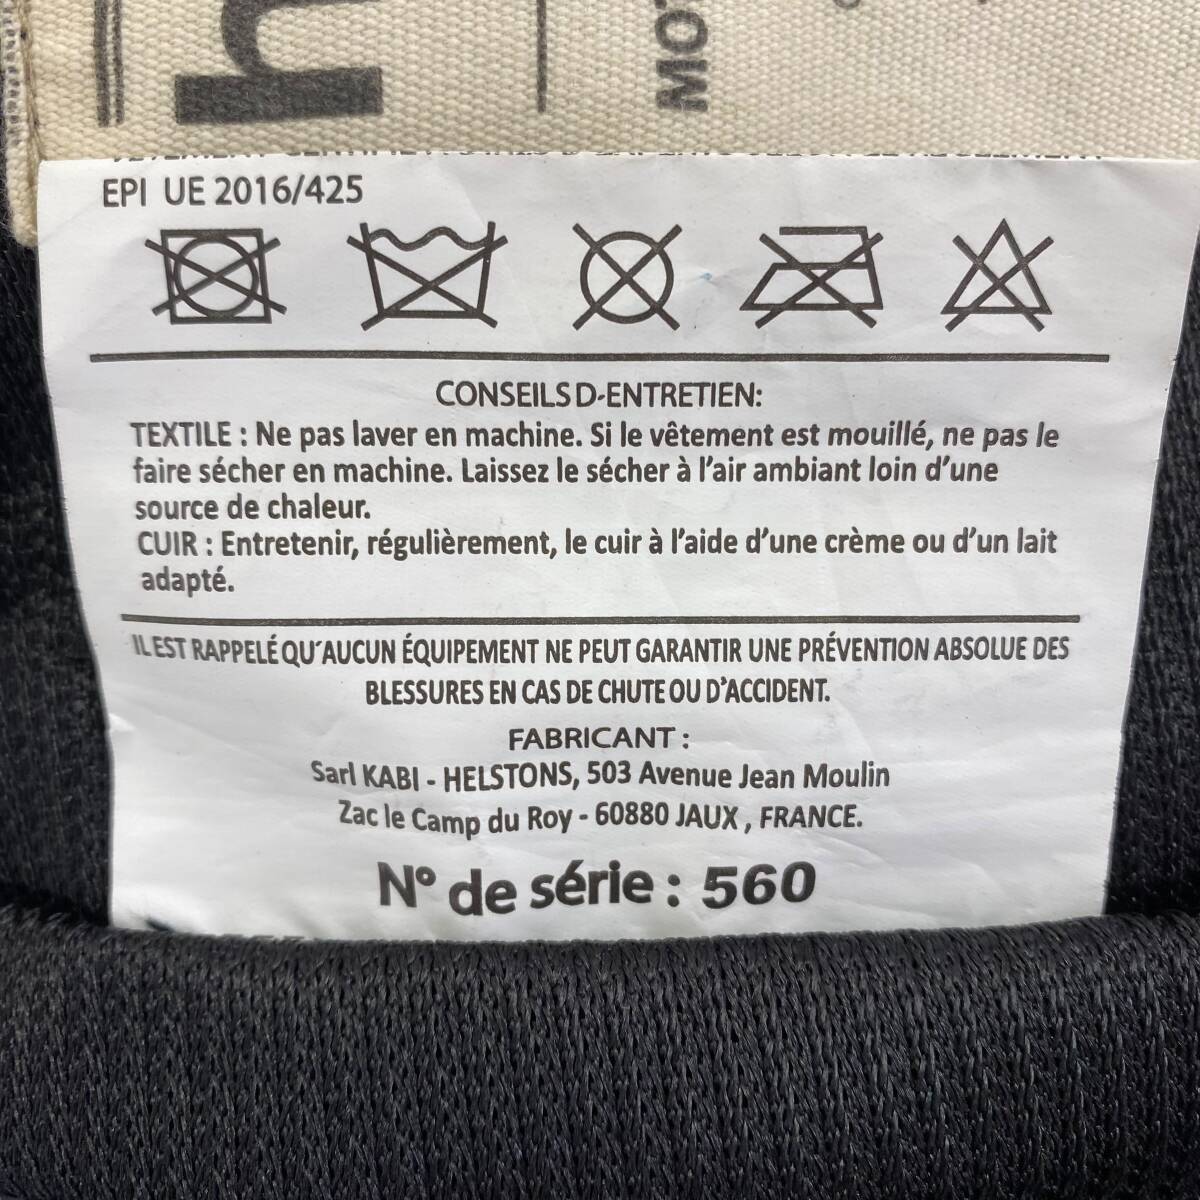 h
MOT
EPI UE 2016/425
CONSEILS D-ENTRETIEN:
TEXTILE : Ne pas laver en machine. Si le vêtement est mouillé, ne pas le
faire sécher en machine. Laissez le sécher à l'air ambiant loin d'une
source de chaleur.
CUIR : Entretenir, régulièrement, le cuir à l'aide d'une crème ou d'un lait
adapté.
IL EST RAPPELÉ QU'AUCUN ÉQUIPEMENT NE PEUT GARANTIR UNE PRÉVENTION ABSOLUE DES
BLESSURES EN CAS DE CHUTE OU D'ACCIDENT.
FABRICANT :
Sarl KABI - HELSTONS, 503 Avenue Jean Moulin
Zac le Camp du Roy - 60880 JAUX , FRANCE.
N° de série : 560